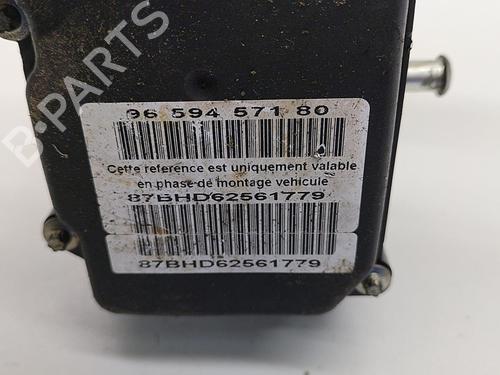 B-PARTS
96 594 571 80
Cette reference est uniquement valable
en phase de montage vehicule
87BHD62561779
87BHD62561779